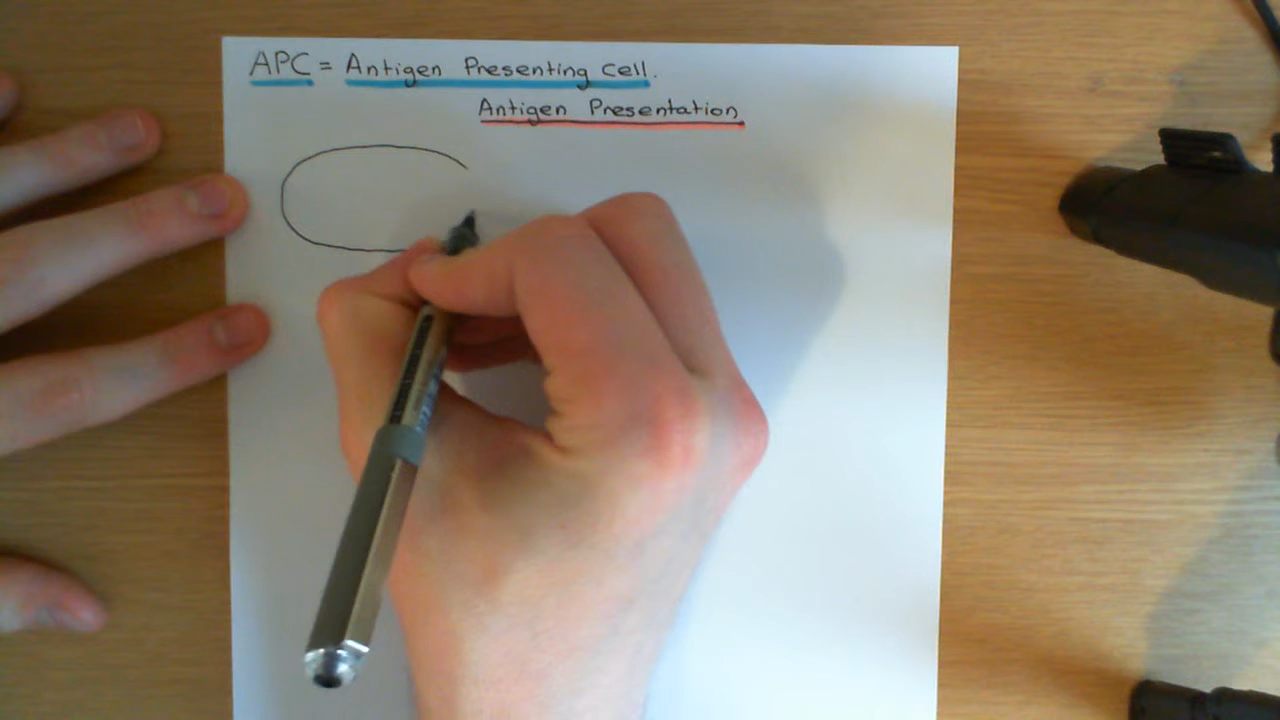 APC = Antigen Presenting Cell.
Antigen Presentation